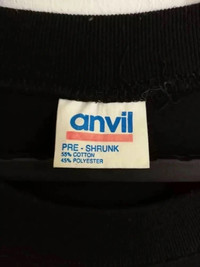 anvil
PRE - SHRUNK
55% COTTON
45% POLYESTER